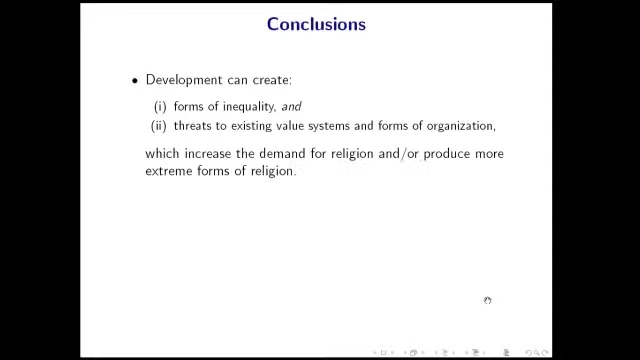 Conclusions
• Development can create:
(i) forms of inequality, and
(ii) threats to existing value systems and forms of organization,
which increase the demand for religion and/or produce more
extreme forms of religion.